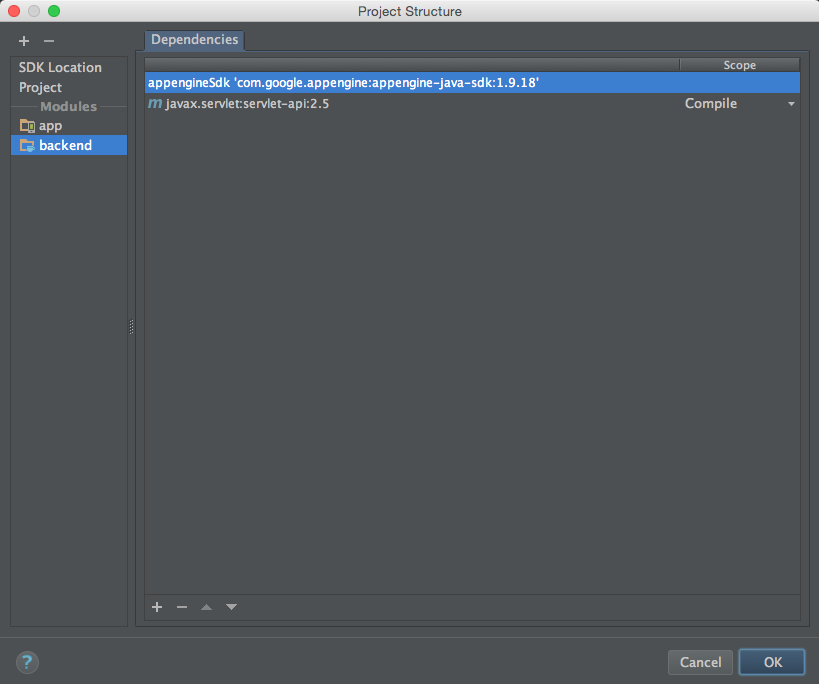 Project Structure
Dependencies
SDK Location
Project
Modules
app
backend
Scope
appengineSdk 'com.google.appengine:appengine-java-sdk:1.9.18'
m javax.servlet:servlet-api:2.5 Compile
? Cancel OK